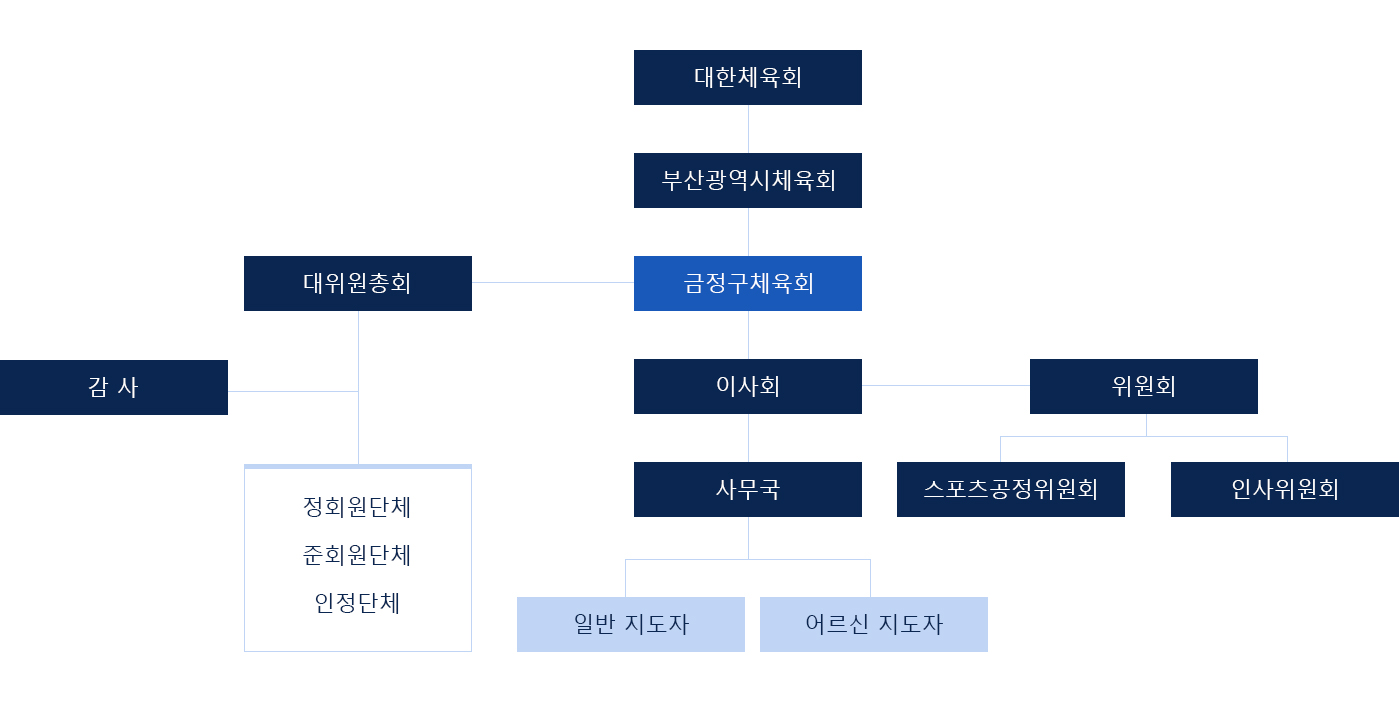 대한체육회
부산광역시체육회
대위원총회
금정구체육회
감 사
이사회
위원회
사무국
스포츠공정위원회
인사위원회
정회원단체
준회원단체
인정단체
일반 지도자
어르신 지도자